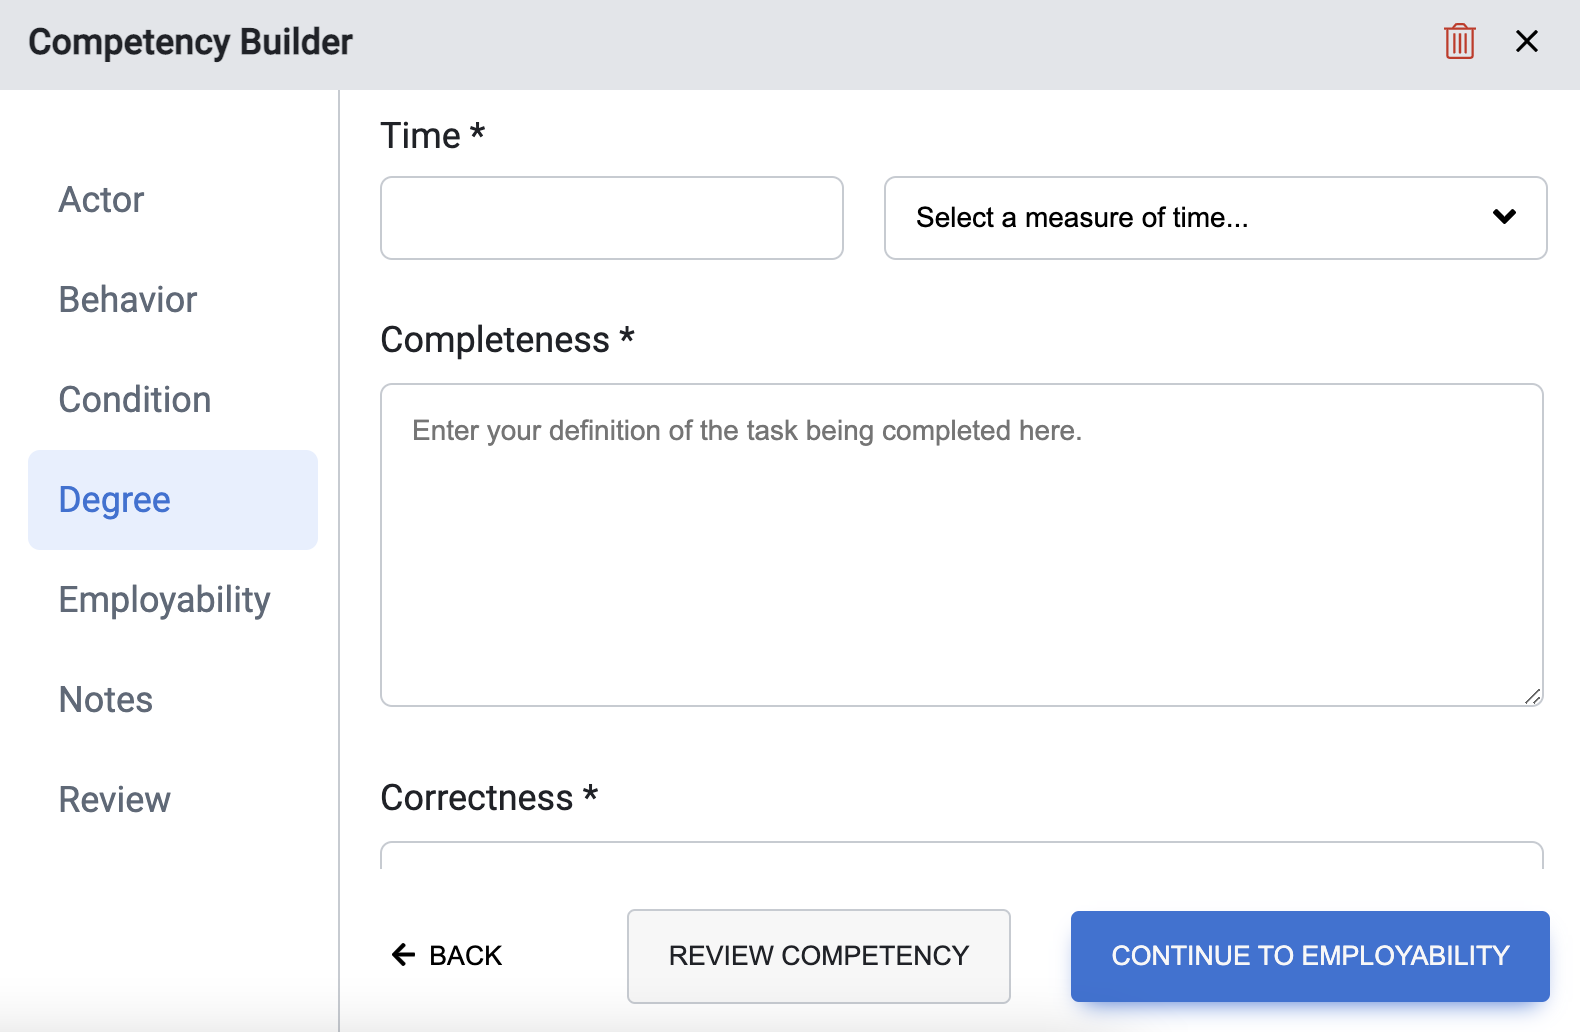 Competency Builder
Actor
Behavior
Condition
Degree
Employability
Notes
Review
Time *
Select a measure of time...
Completeness *
Enter your definition of the task being completed here.
Correctness *
BACK
REVIEW COMPETENCY
CONTINUE TO EMPLOYABILITY